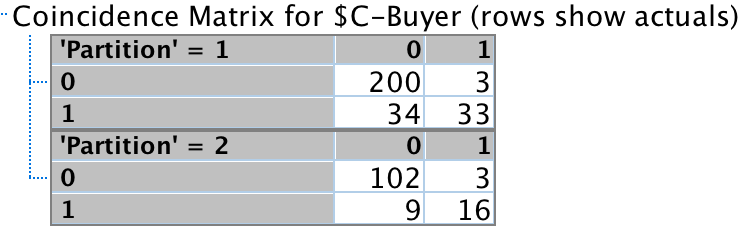 Coincidence Matrix for $C-Buyer (rows show actuals)
'Partition' = 1 0 1
0 200 3
1 34 33
'Partition' = 2 0 1
0 102 3
1 9 16